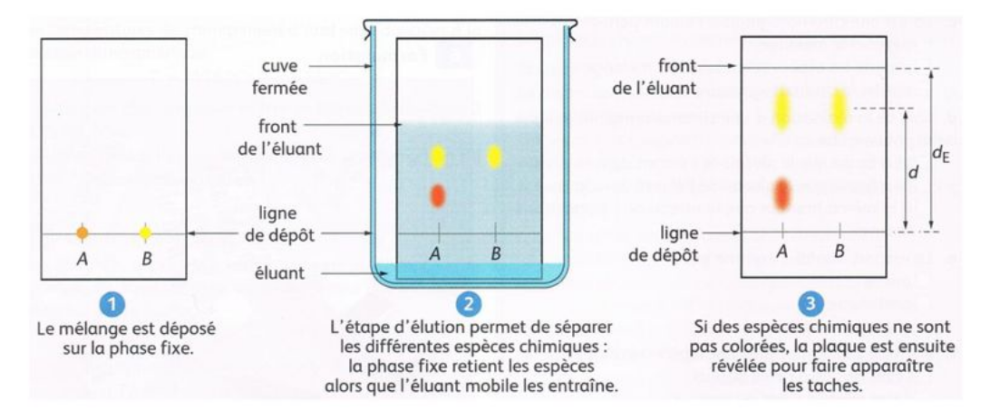 A
B
1
Le mélange est déposé
sur la phase fixe.
cuve
fermée
front
de l'éluant
ligne
de dépôt
éluant
A
B
2
L'étape d'élution permet de séparer
les différentes espèces chimiques :
la phase fixe retient les espèces
alors que l'éluant mobile les entraîne.
front
de l'éluant
d
dE
ligne
de dépôt
A
B
3
Si des espèces chimiques ne sont
pas colorées, la plaque est ensuite
révélée pour faire apparaître
les taches.